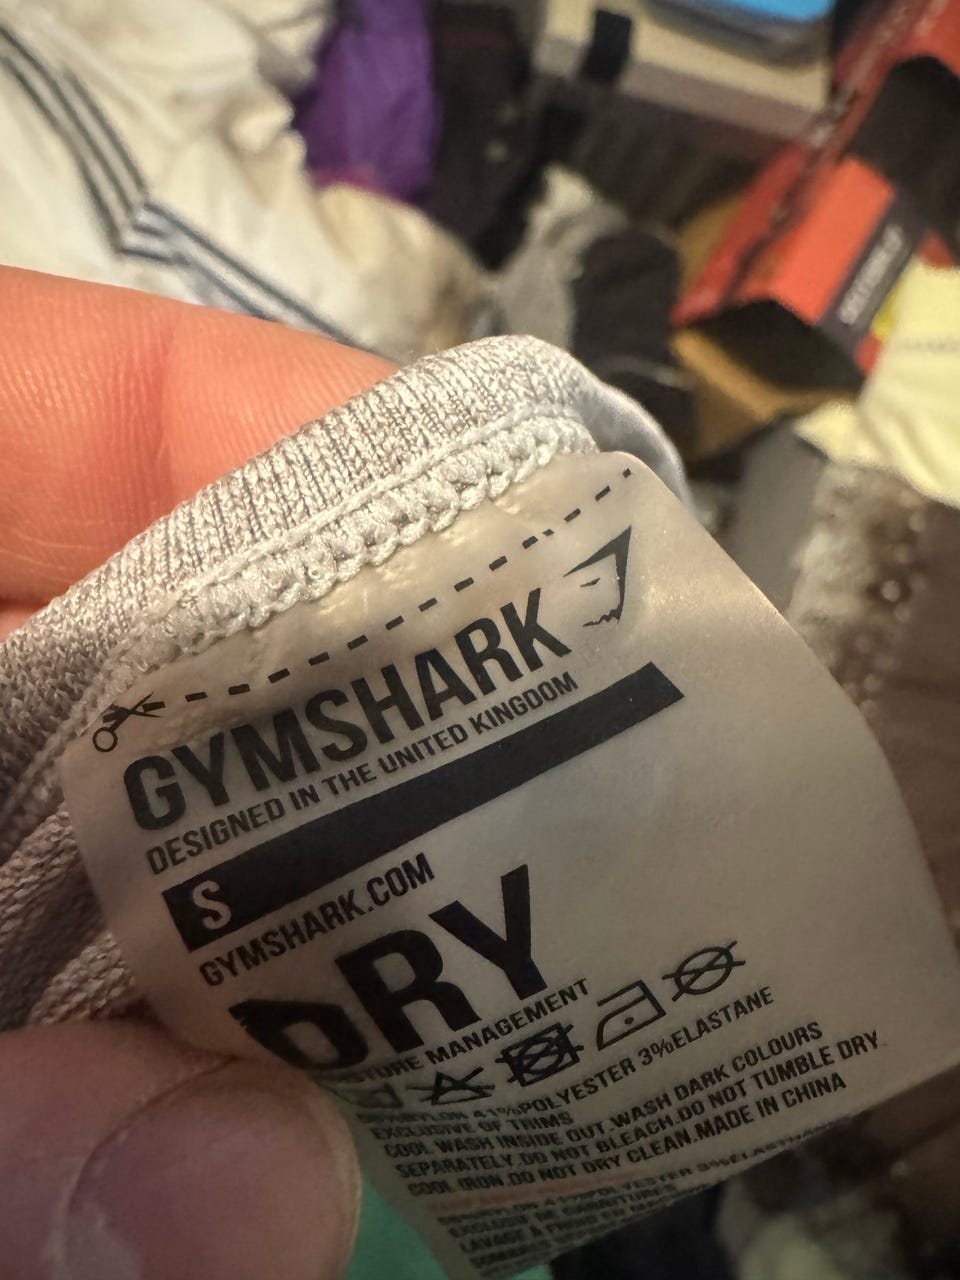 GYMSHARK
DESIGNED IN THE UNITED KINGDOM
S
GYMSHARK.COM
DRY
MANAGEMENT
41%POLYESTER 3%ELASTANE
EXCLUSIVE OF TRIMS
COOL WASH INSIDE OUT.WASH DARK COLOURS
SEPARATELY.DO NOT BLEACH.DO NOT TUMBLE DRY.
COOL IRON.DO NOT DRY CLEAN.MADE IN CHINA